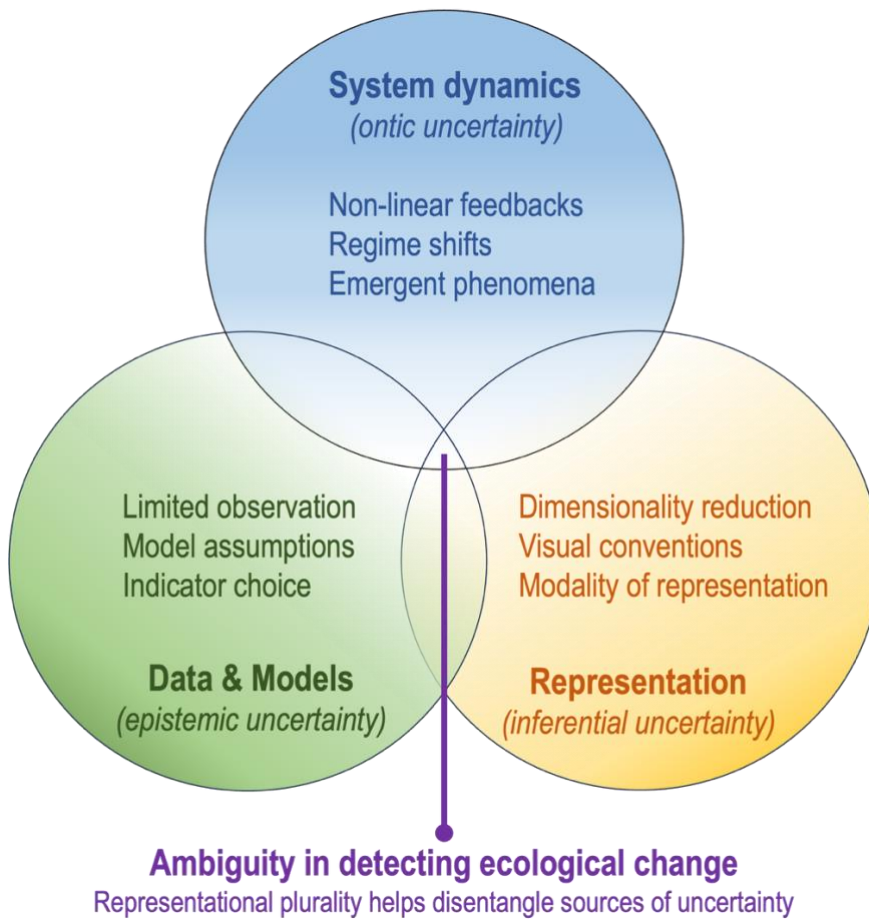 System dynamics
(ontic uncertainty)
Non-linear feedbacks
Regime shifts
Emergent phenomena
Limited observation
Model assumptions
Indicator choice
Data & Models
(epistemic uncertainty)
Dimensionality reduction
Visual conventions
Modality of representation
Representation
(inferential uncertainty)
Ambiguity in detecting ecological change
Representational plurality helps disentangle sources of uncertainty